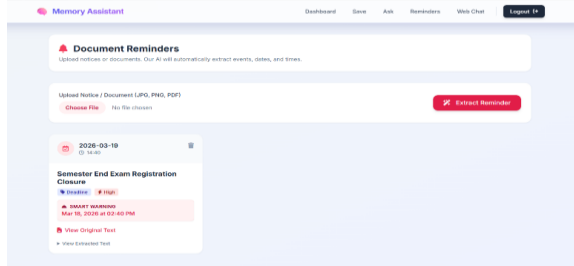 Memory Assistant
Dashboard Save Ask Reminders Web Chat Logout
Document Reminders
Upload notices or documents. Our AI will automatically extract events, dates, and times.
Upload Notice / Document (JPG, PNG, PDF)
Choose File No file chosen
Extract Reminder
2026-03-19
14:40
Semester End Exam Registration
Closure
Deadline High
SMART WARNING
Mar 18, 2026 at 02:40 PM
View Original Text
View Extracted Text